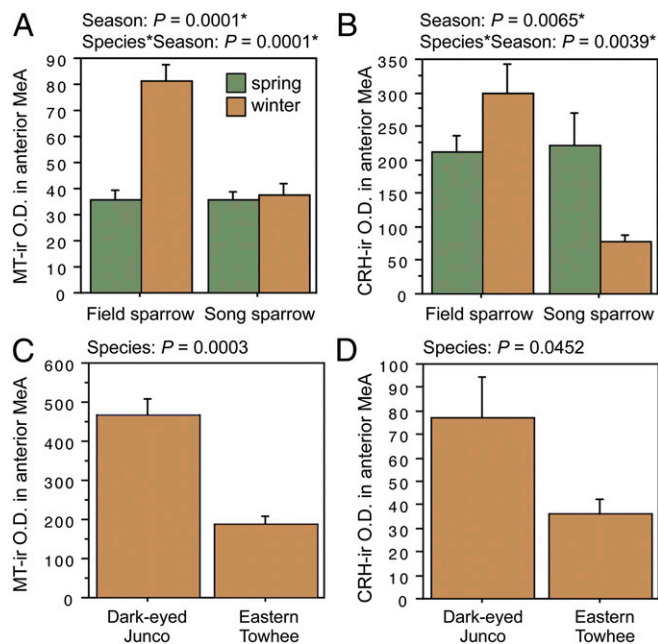 A
Season: P = 0.0001*
Species*Season: P = 0.0001*
MT-ir O.D. in anterior MeA
90
80
70
60
50
40
30
20
10
0
spring
winter
Field sparrow Song sparrow
B
Season: P = 0.0065*
Species*Season: P = 0.0039*
CRH-ir O.D. in anterior MeA
350
300
250
200
150
100
50
0
Field sparrow Song sparrow
C
Species: P = 0.0003
MT-ir O.D. in anterior MeA
600
500
400
300
200
100
0
Dark-eyed Eastern
Junco Towhee
D
Species: P = 0.0452
CRH-ir O.D. in anterior MeA
100
90
80
70
60
50
40
30
20
10
0
Dark-eyed Eastern
Junco Towhee